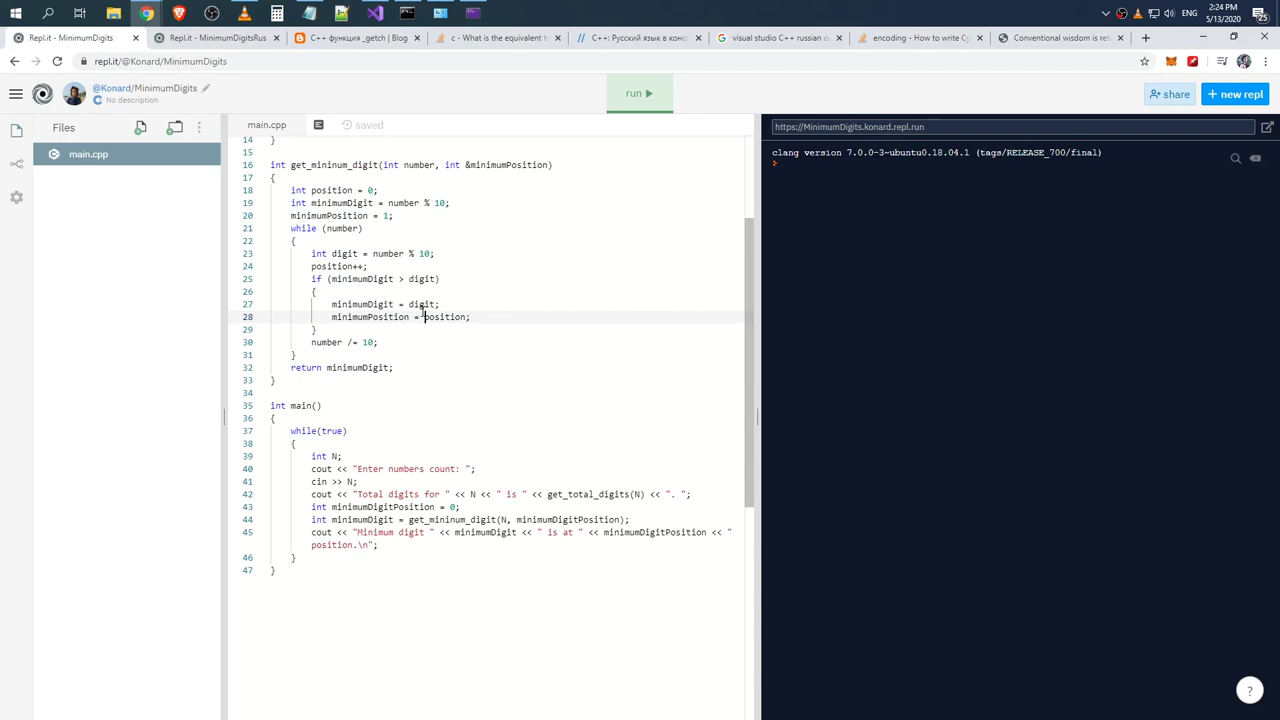 2:24 PM
ENG
5/13/2020
25
Repl.it - MinimumDigits
Repl.it - MinimumDigitsRus
C++ функция _getch | Blog
c - What is the equivalent t
C++: Русский язык в конс
visual studio C++ russian c
encoding - How to write Cy
Conventional wisdom is re
repl.it/@Konard/MinimumDigits
@Konard/MinimumDigits
No description
run
share
+ new repl
Files
main.cpp
main.cpp
saved
https://MinimumDigits.konard.repl.run
clang version 7.0.0-3~ubuntu0.18.04.1 (tags/RELEASE_700/final)
>
14 }
15
16 int get_mininum_digit(int number, int &minimumPosition)
17 {
18 int position = 0;
19 int minimumDigit = number % 10;
20 minimumPosition = 1;
21 while (number)
22 {
23 int digit = number % 10;
24 position++;
25 if (minimumDigit > digit)
26 {
27 minimumDigit = digit;
28 minimumPosition = position;
29 }
30 number /= 10;
31 }
32 return minimumDigit;
33 }
34
35 int main()
36 {
37 while(true)
38 {
39 int N;
40 cout << "Enter numbers count: ";
41 cin >> N;
42 cout << "Total digits for " << N << " is " << get_total_digits(N) << ". ";
43 int minimumDigitPosition = 0;
44 int minimumDigit = get_mininum_digit(N, minimumDigitPosition);
45 cout << "Minimum digit " << minimumDigit << " is at " << minimumDigitPosition << "
position.\n";
46 }
47 }
?